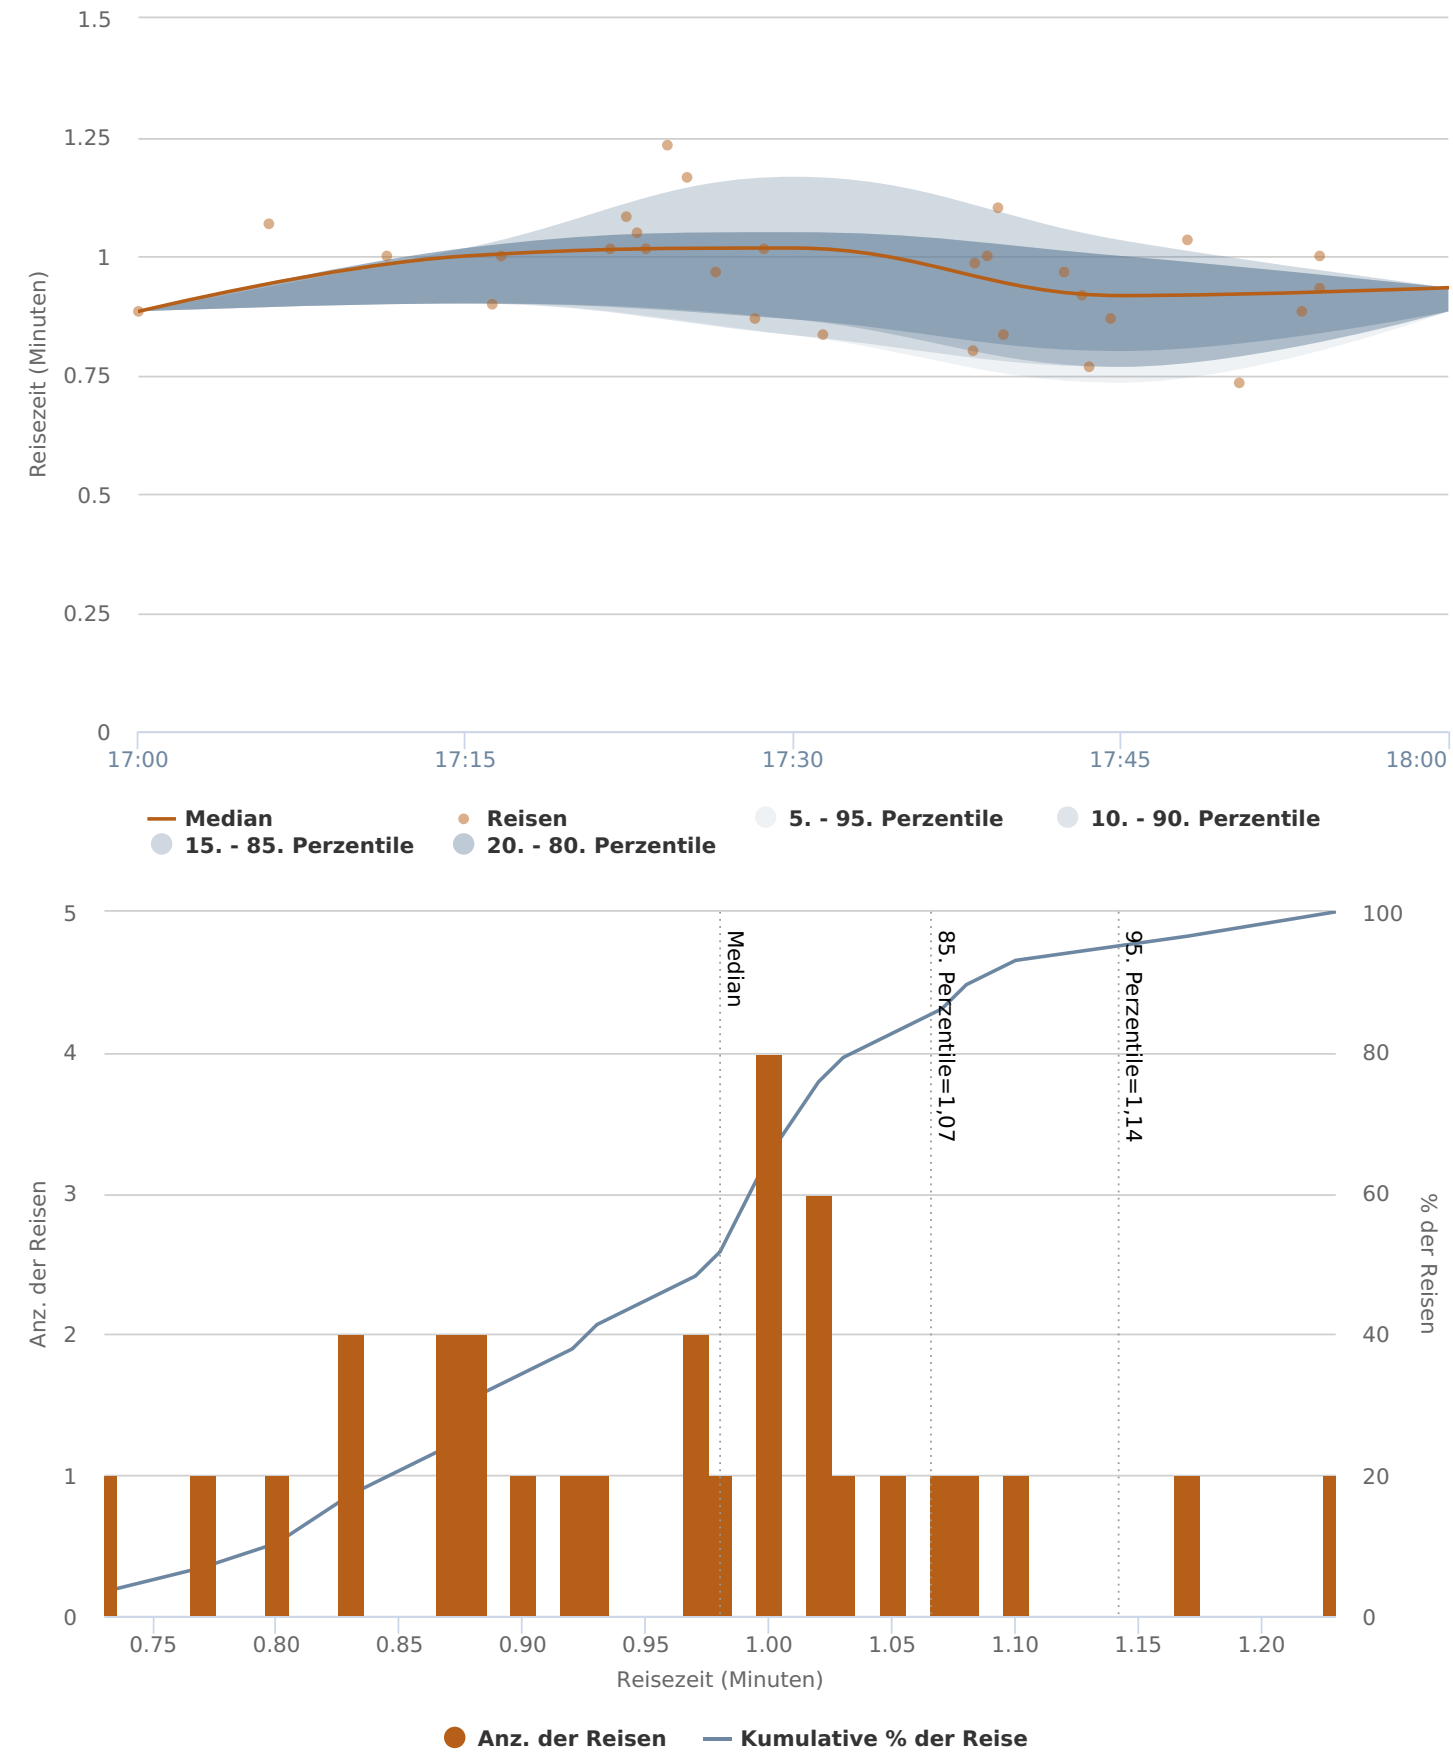 1.5
1.25
1
0.75
0.5
0.25
0
Reisezeit (Minuten)
17:00 17:15 17:30 17:45 18:00
Median Reisen 5. - 95. Perzentile 10. - 90. Perzentile
15. - 85. Perzentile 20. - 80. Perzentile
5
4
3
2
1
0
Anz. der Reisen
Median
85. Perzentile=1,07
95. Perzentile=1,14
100
80
60
40
20
0
% der Reisen
0.75 0.80 0.85 0.90 0.95 1.00 1.05 1.10 1.15 1.20
Reisezeit (Minuten)
Anz. der Reisen Kumulative % der Reise